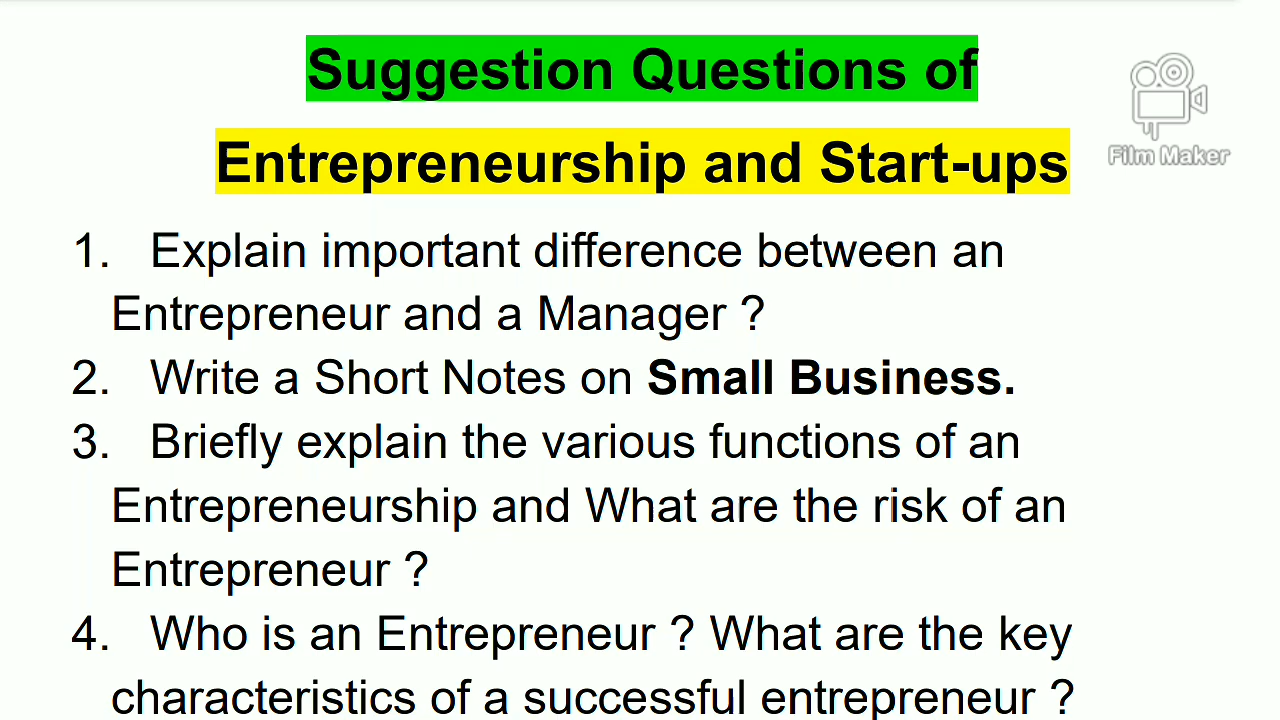 Suggestion Questions of
Entrepreneurship and Start-ups
Film Maker
1. Explain important difference between an
Entrepreneur and a Manager ?
2. Write a Short Notes on Small Business.
3. Briefly explain the various functions of an
Entrepreneurship and What are the risk of an
Entrepreneur ?
4. Who is an Entrepreneur ? What are the key
characteristics of a successful entrepreneur ?